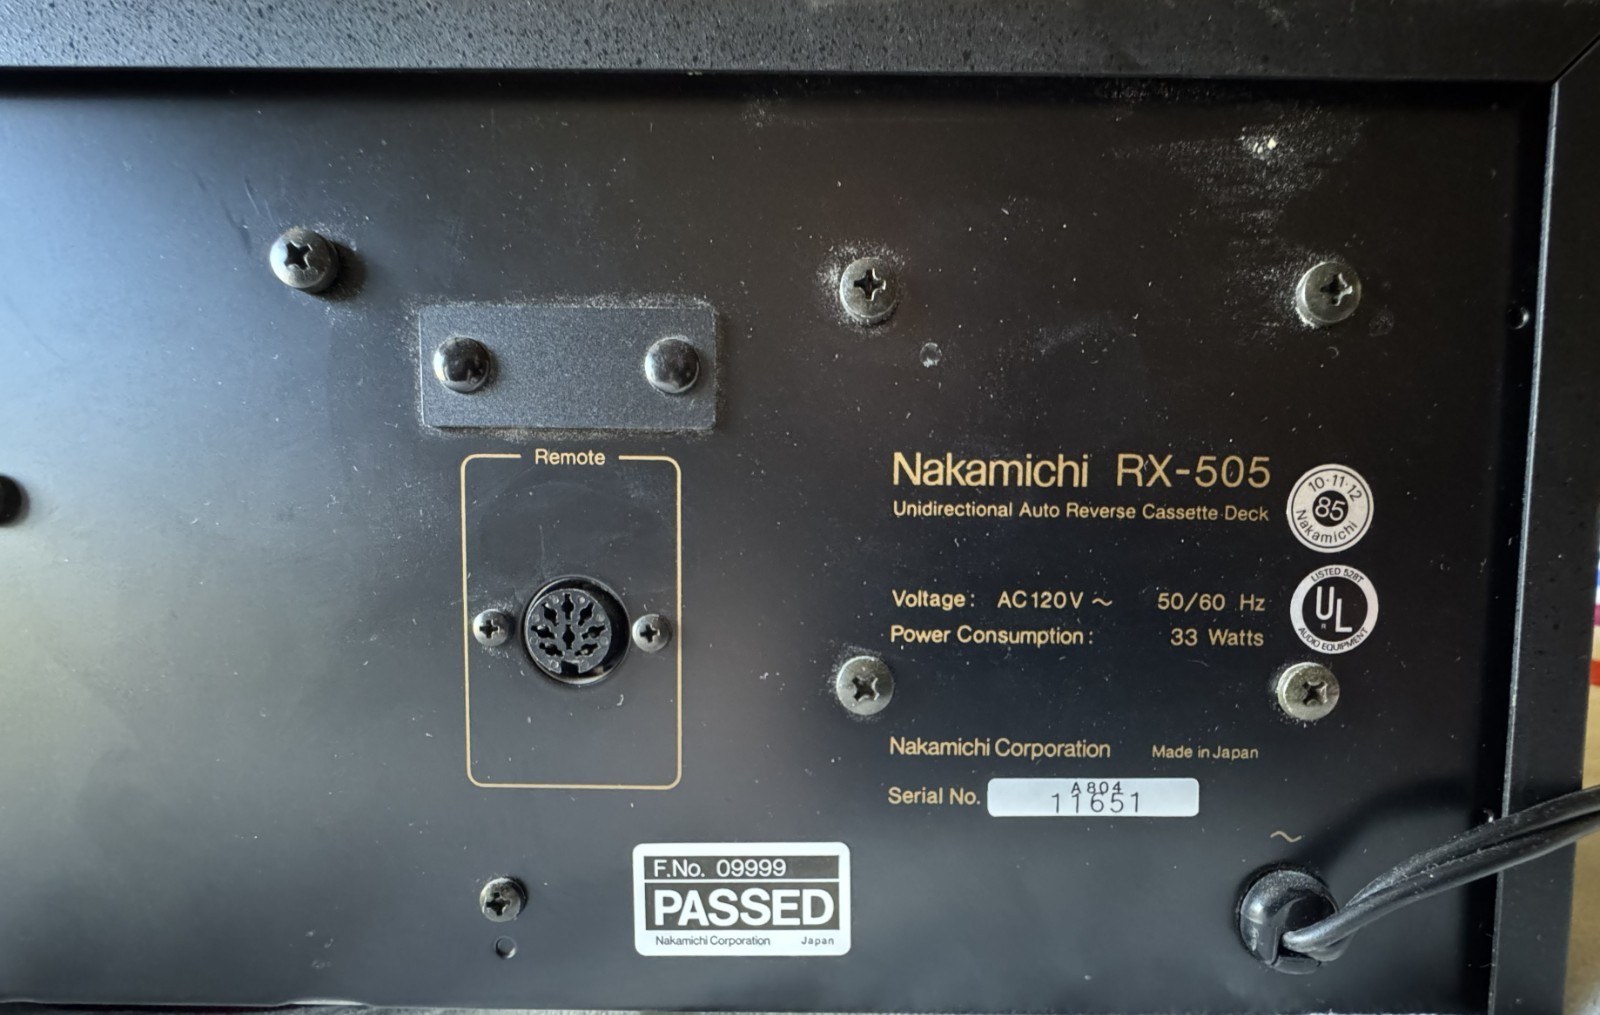 Remote
Nakamichi RX-505
Unidirectional Auto Reverse Cassette Deck
10-11-12
85
Nakamichi
Voltage: AC120V ~ 50/60 Hz
Power Consumption: 33 Watts
LISTED 528T
UL
R
AUDIO EQUIPMENT
Nakamichi Corporation Made in Japan
Serial No. A804
11651
~
F.No. 09999
PASSED
Nakamichi Corporation Japan